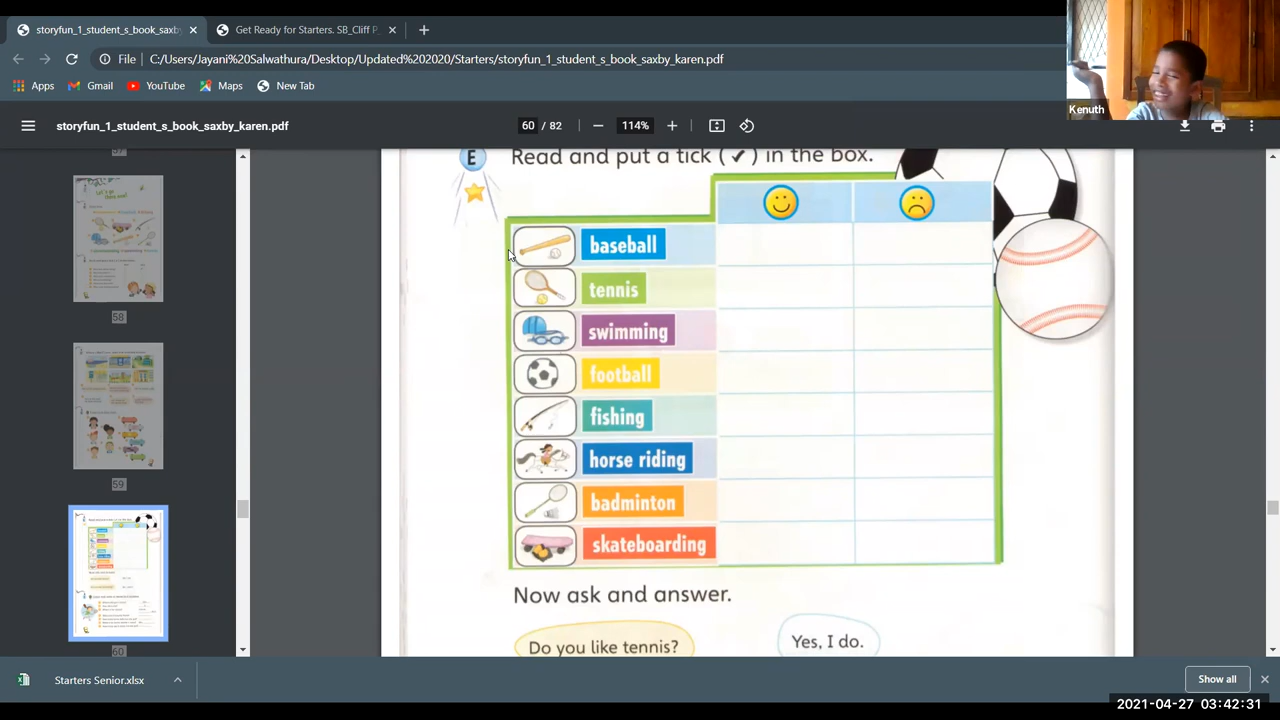 storyfun_1_student_s_book_saxby
Get Ready for Starters. SB_Cliff P
File
C:/Users/Jayani%20Salwathura/Desktop/Updated%202020/Starters/storyfun_1_student_s_book_saxby_karen.pdf
Apps
Gmail
YouTube
Maps
New Tab
Kenuth
storyfun_1_student_s_book_saxby_karen.pdf
60 / 82
114%
E
Read and put a tick (✓) in the box.
baseball
tennis
swimming
football
fishing
horse riding
badminton
skateboarding
Now ask and answer.
Do you like tennis?
Yes, I do.
57
58
59
60
Starters Senior.xlsx
Show all
2021-04-27 03:42:31